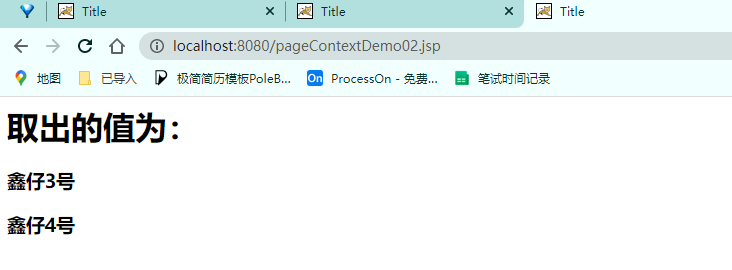 Title Title Title
localhost:8080/pageContextDemo02.jsp
地图 已导入 极简简历模板PoleB... On ProcessOn - 免费... 笔试时间记录
取出的值为：
鑫仔3号
鑫仔4号